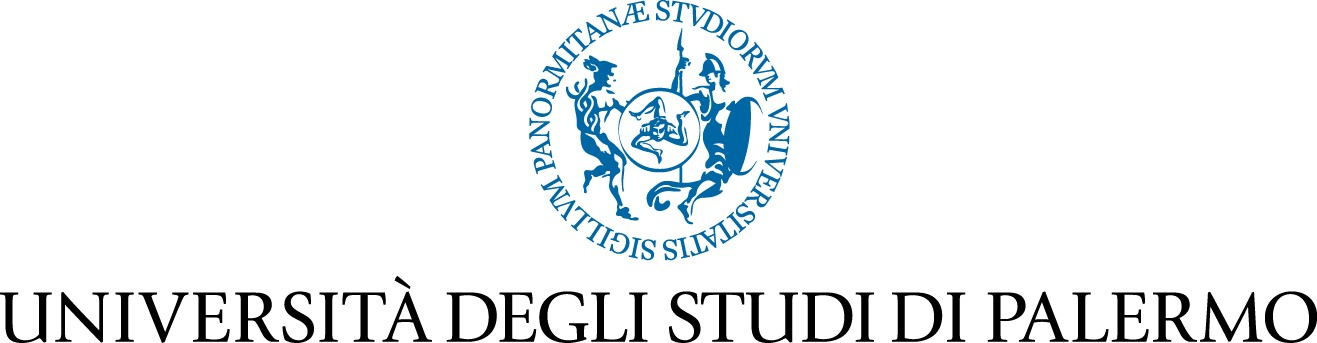 SIGILLVM PANORMITANÆ STVDIORVM VNIVERSITATIS
UNIVERSITÀ DEGLI STUDI DI PALERMO